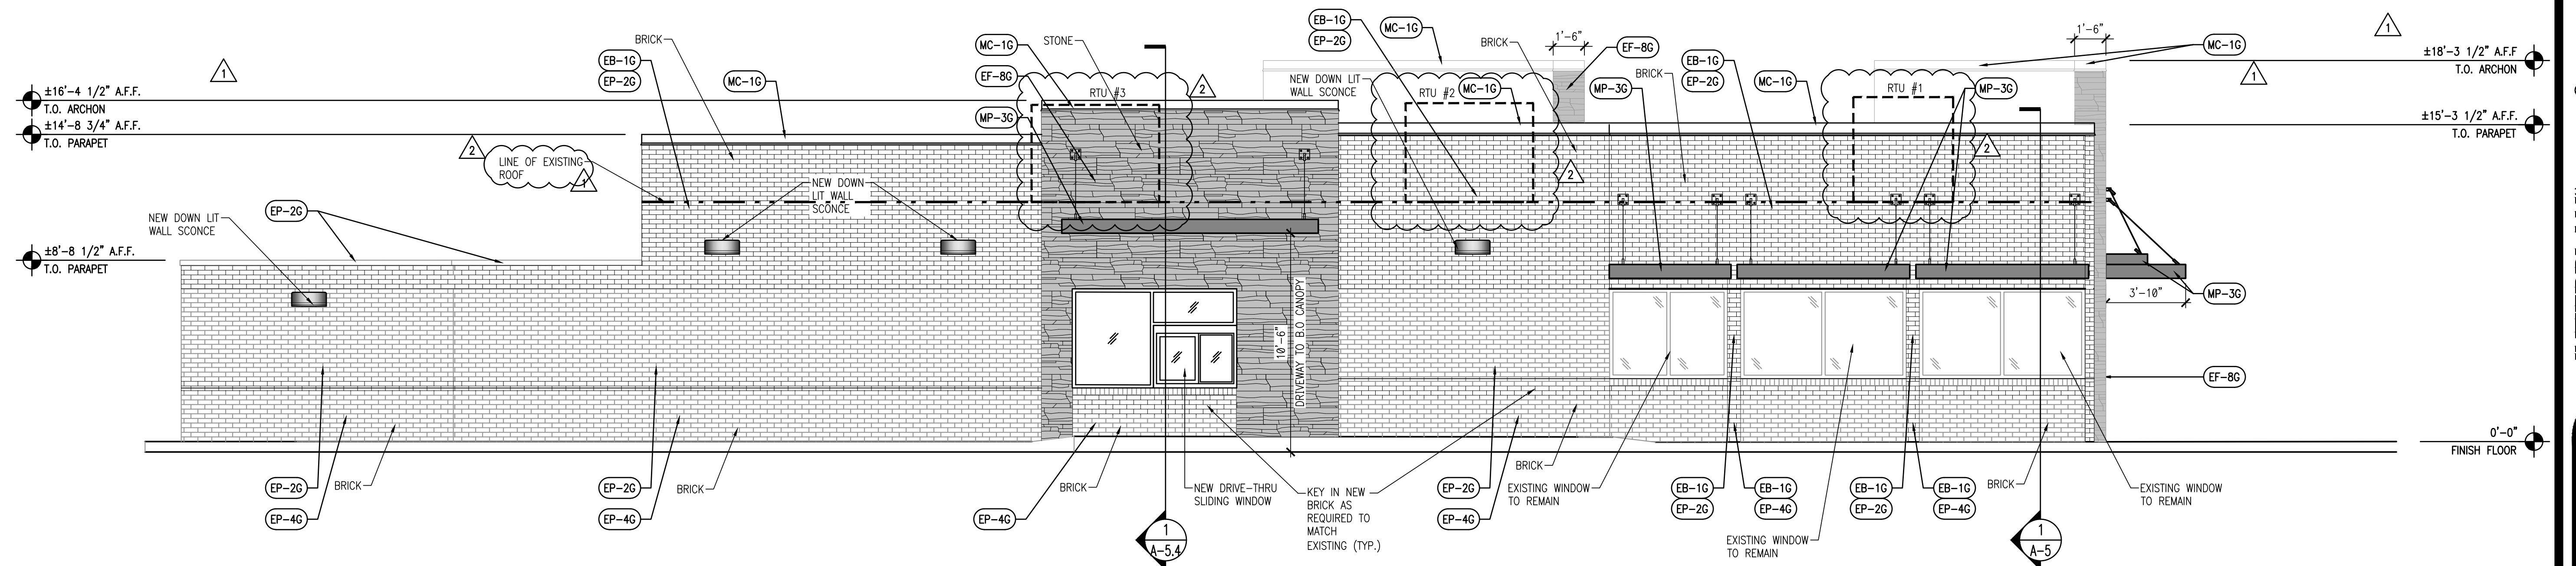 1
±16'-4 1/2" A.F.F.
T.O. ARCHON
±14'-8 3/4" A.F.F.
T.O. PARAPET
±8'-8 1/2" A.F.F.
T.O. PARAPET
NEW DOWN LIT
WALL SCONCE
EP-2G
2
LINE OF EXISTING
ROOF
1
BRICK
EB-1G
EP-2G
MC-1G
NEW DOWN
LIT WALL
SCONCE
MC-1G
STONE
EF-8G
MP-3G
RTU #3
2
EB-1G
EP-2G
MC-1G
NEW DOWN LIT
WALL SCONCE
RTU #2
MC-1G
BRICK
1'-6"
EF-8G
2
MP-3G
BRICK
EB-1G
EP-2G
MC-1G
RTU #1
MP-3G
2
1'-6"
MC-1G
1
1
±18'-3 1/2" A.F.F
T.O. ARCHON
±15'-3 1/2" A.F.F.
T.O. PARAPET
3'-10"
MP-3G
EF-8G
0'-0"
FINISH FLOOR
10'-6"
DRIVEWAY TO B.O CANOPY
EP-2G
BRICK
EP-4G
EP-2G
BRICK
EP-4G
BRICK
EP-4G
NEW DRIVE-THRU
SLIDING WINDOW
KEY IN NEW
BRICK AS
REQUIRED TO
MATCH
EXISTING (TYP.)
EP-2G
EP-4G
BRICK
EXISTING WINDOW
TO REMAIN
EB-1G
EP-2G
EB-1G
EP-4G
EXISTING WINDOW
TO REMAIN
EB-1G
EP-2G
EB-1G
EP-4G
BRICK
EXISTING WINDOW
TO REMAIN
1
A-5.4
1
A-5